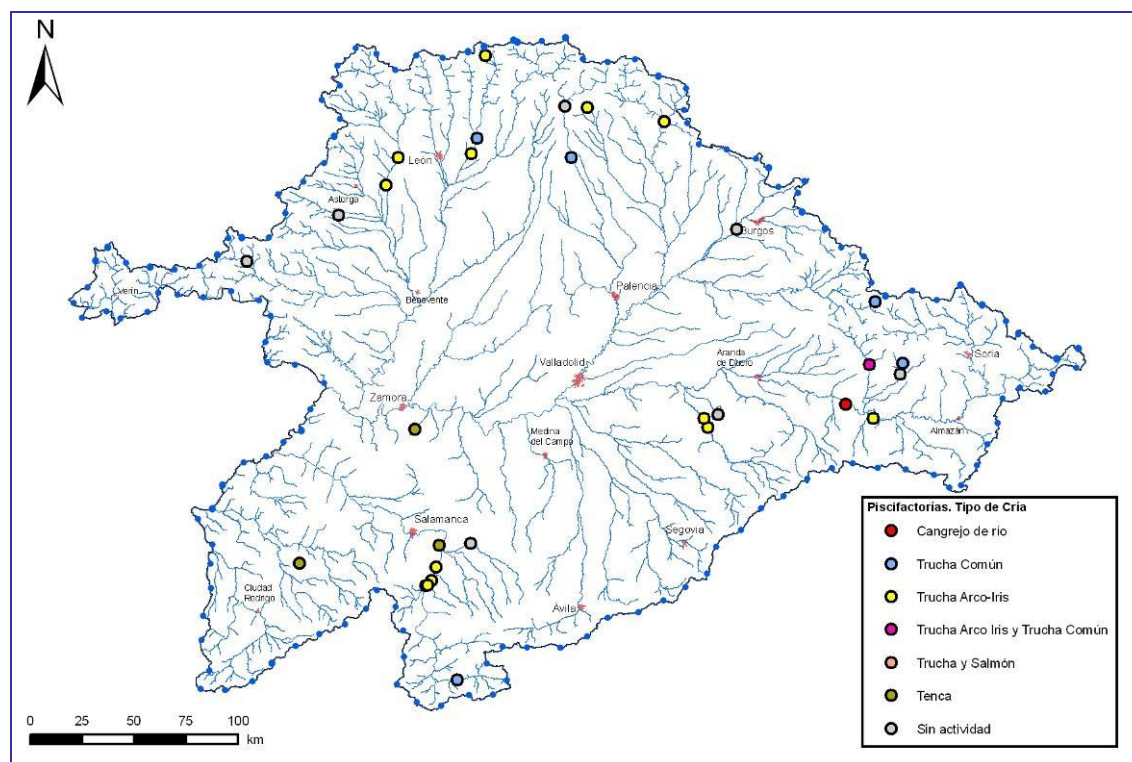 N
León
Astorga
Burgos
Verín
Benavente
Palencia
Soria
Aranda
de Duero
Valladolid
Zamora
Almazán
Medina
del Campo
Salamanca
Segovia
Ciudad
Rodrigo
Ávila
0 25 50 75 100
km
Piscifactorías. Tipo de Cría
Cangrejo de río
Trucha Común
Trucha Arco-Iris
Trucha Arco Iris y Trucha Común
Trucha y Salmón
Tenca
Sin actividad